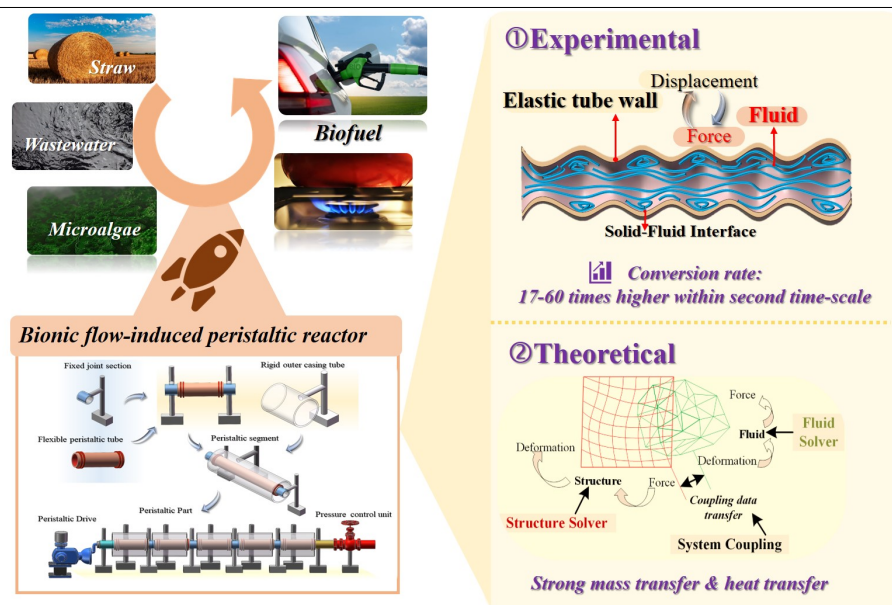 Straw
Wastewater
Microalgae
Biofuel
Bionic flow-induced peristaltic reactor
Fixed joint section
Rigid outer casing tube
Flexible peristaltic tube
Peristaltic segment
Peristaltic Part
Peristaltic Drive
Pressure control unit
①Experimental
Displacement
Elastic tube wall
Fluid
Force
Solid-Fluid Interface
Conversion rate:
17-60 times higher within second time-scale
②Theoretical
Force
Fluid
Fluid
Solver
Deformation
Deformation
Structure
Force
Coupling data
transfer
Structure Solver
System Coupling
Strong mass transfer & heat transfer